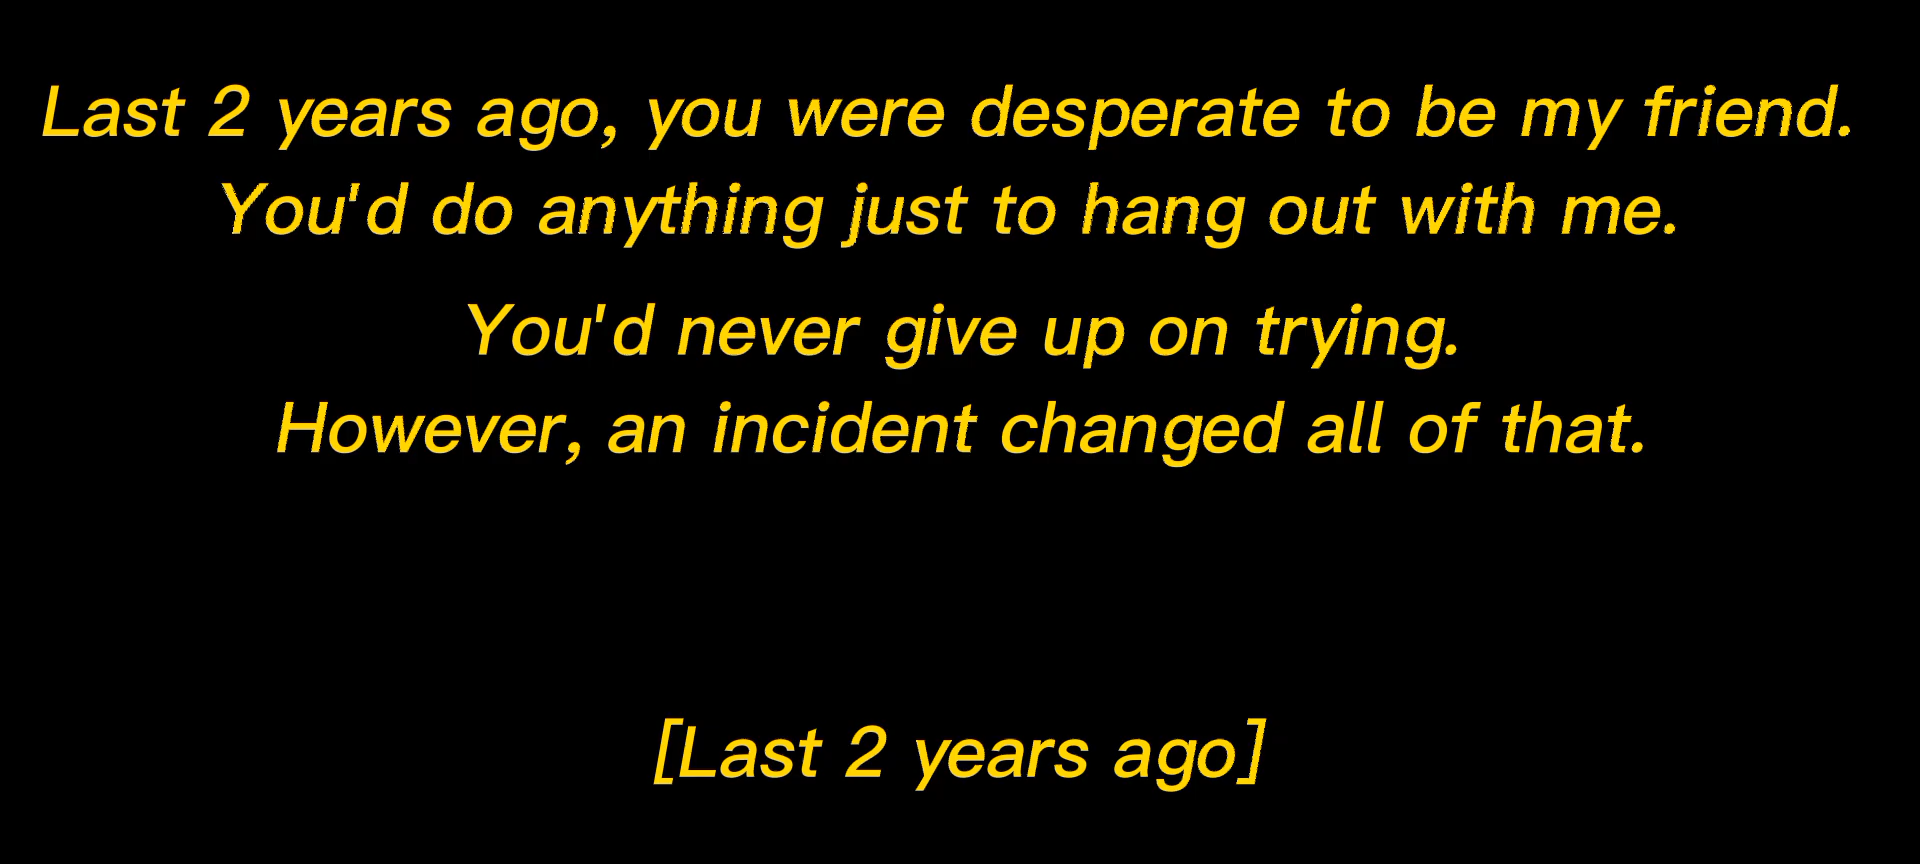 Last 2 years ago, you were desperate to be my friend.
You'd do anything just to hang out with me.
You'd never give up on trying.
However, an incident changed all of that.
[Last 2 years ago]